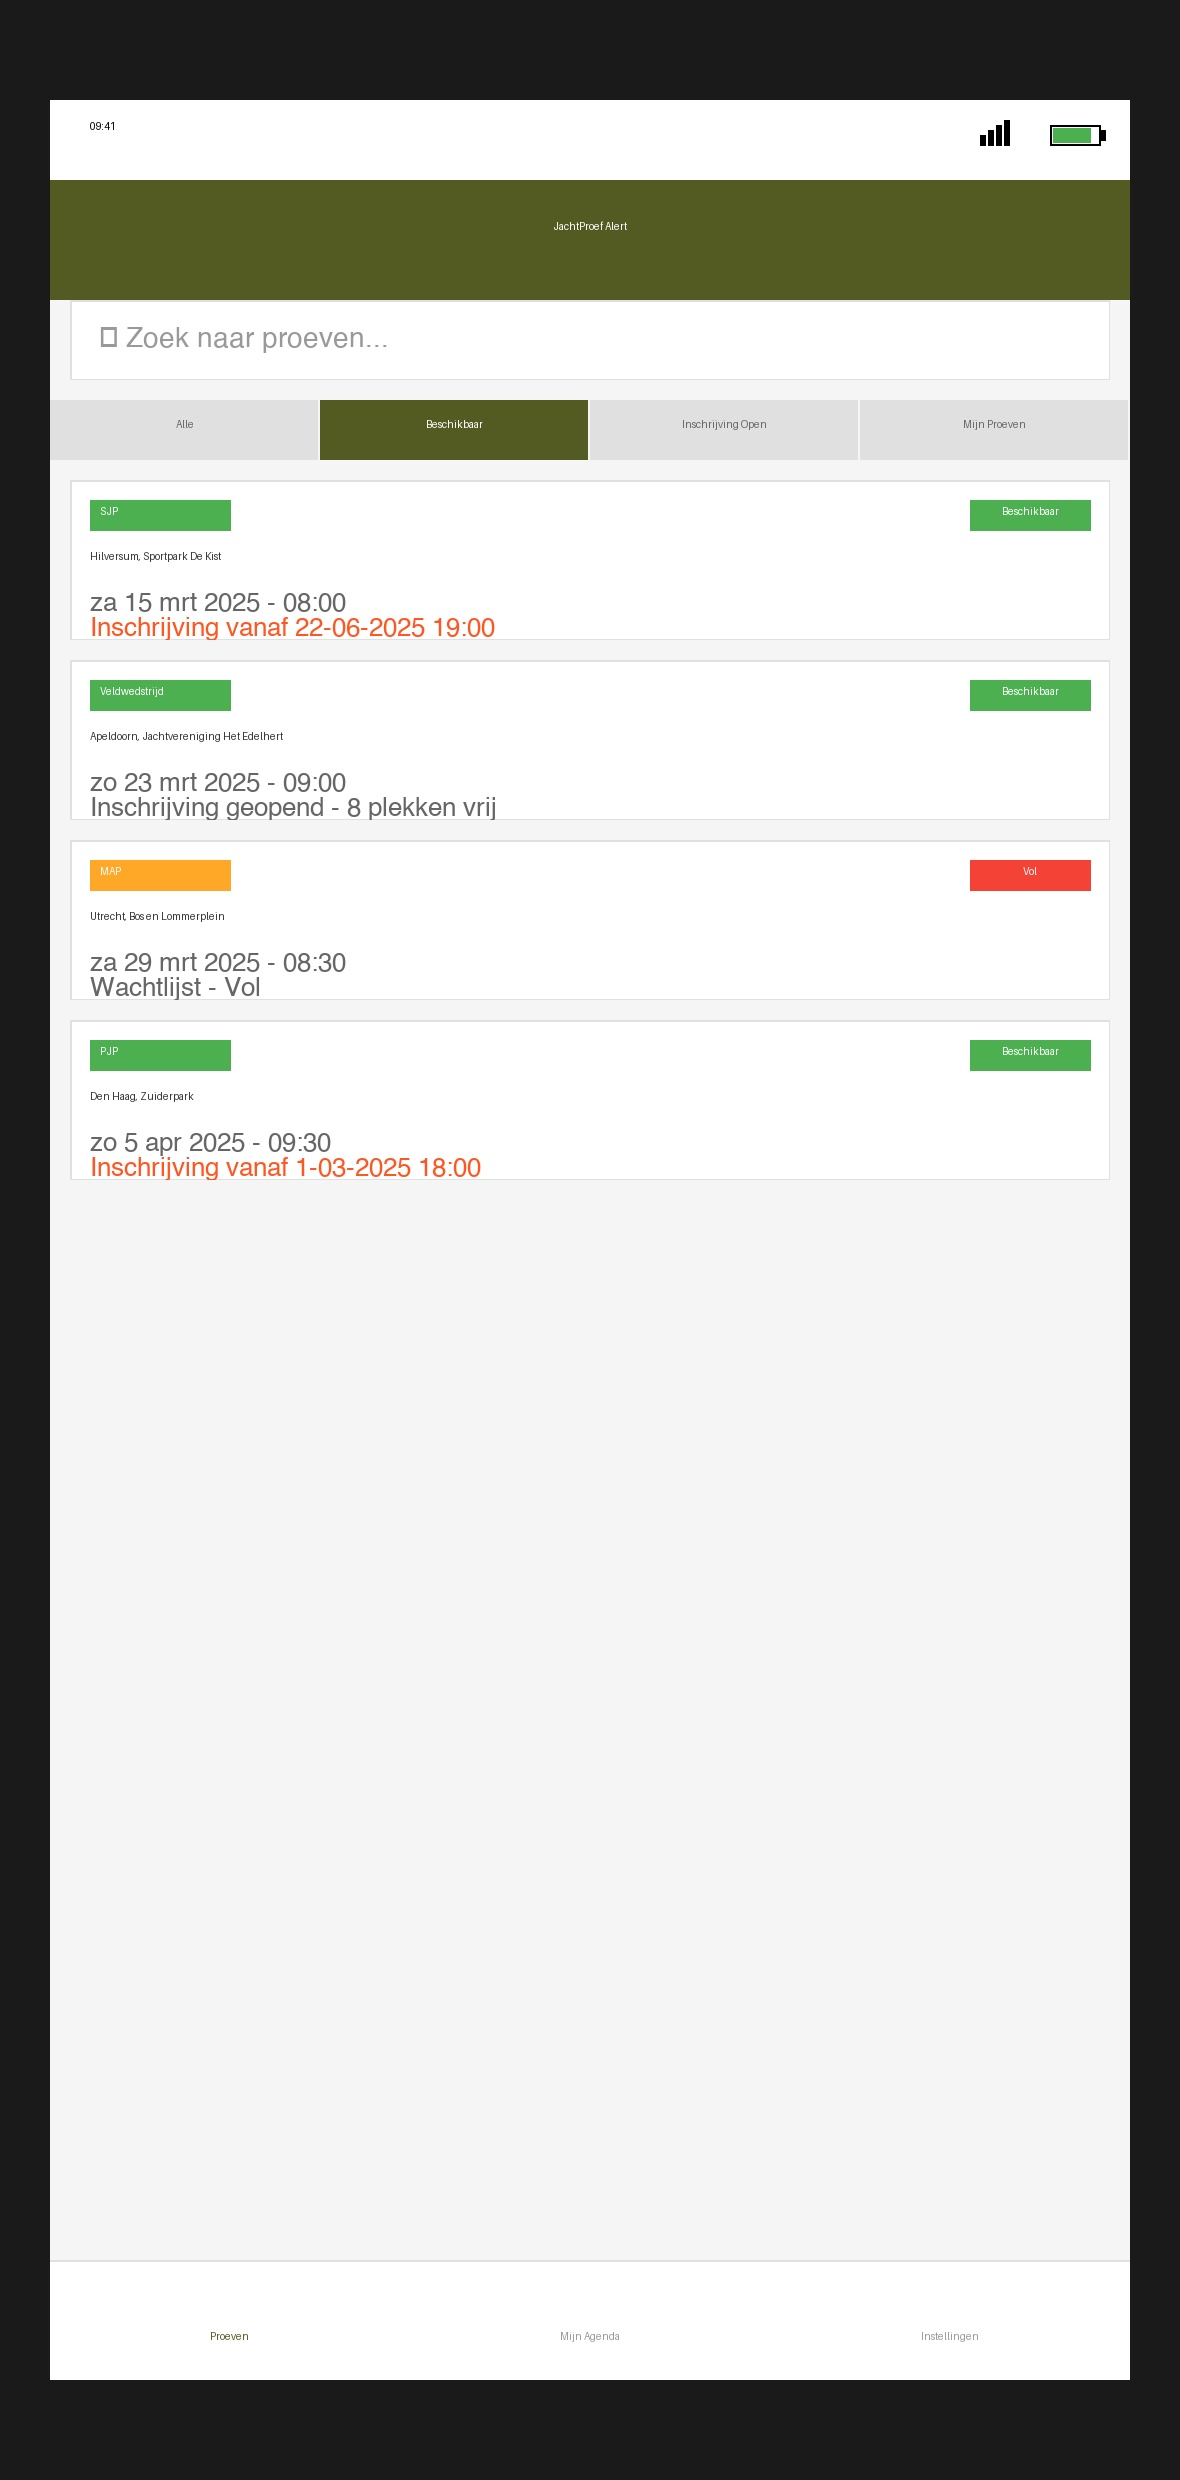 09:41
JachtProef Alert
Zoek naar proeven...
Alle Beschikbaar Inschrijving Open Mijn Proeven
SJP Beschikbaar
Hilversum, Sportpark De Kist
za 15 mrt 2025 - 08:00
Inschrijving vanaf 22-06-2025 19:00
Veldwedstrijd Beschikbaar
Apeldoorn, Jachtvereniging Het Edelhert
zo 23 mrt 2025 - 09:00
Inschrijving geopend - 8 plekken vrij
MAP Vol
Utrecht, Bos en Lommerplein
za 29 mrt 2025 - 08:30
Wachtlijst - Vol
PJP Beschikbaar
Den Haag, Zuiderpark
zo 5 apr 2025 - 09:30
Inschrijving vanaf 1-03-2025 18:00
Proeven Mijn Agenda Instellingen